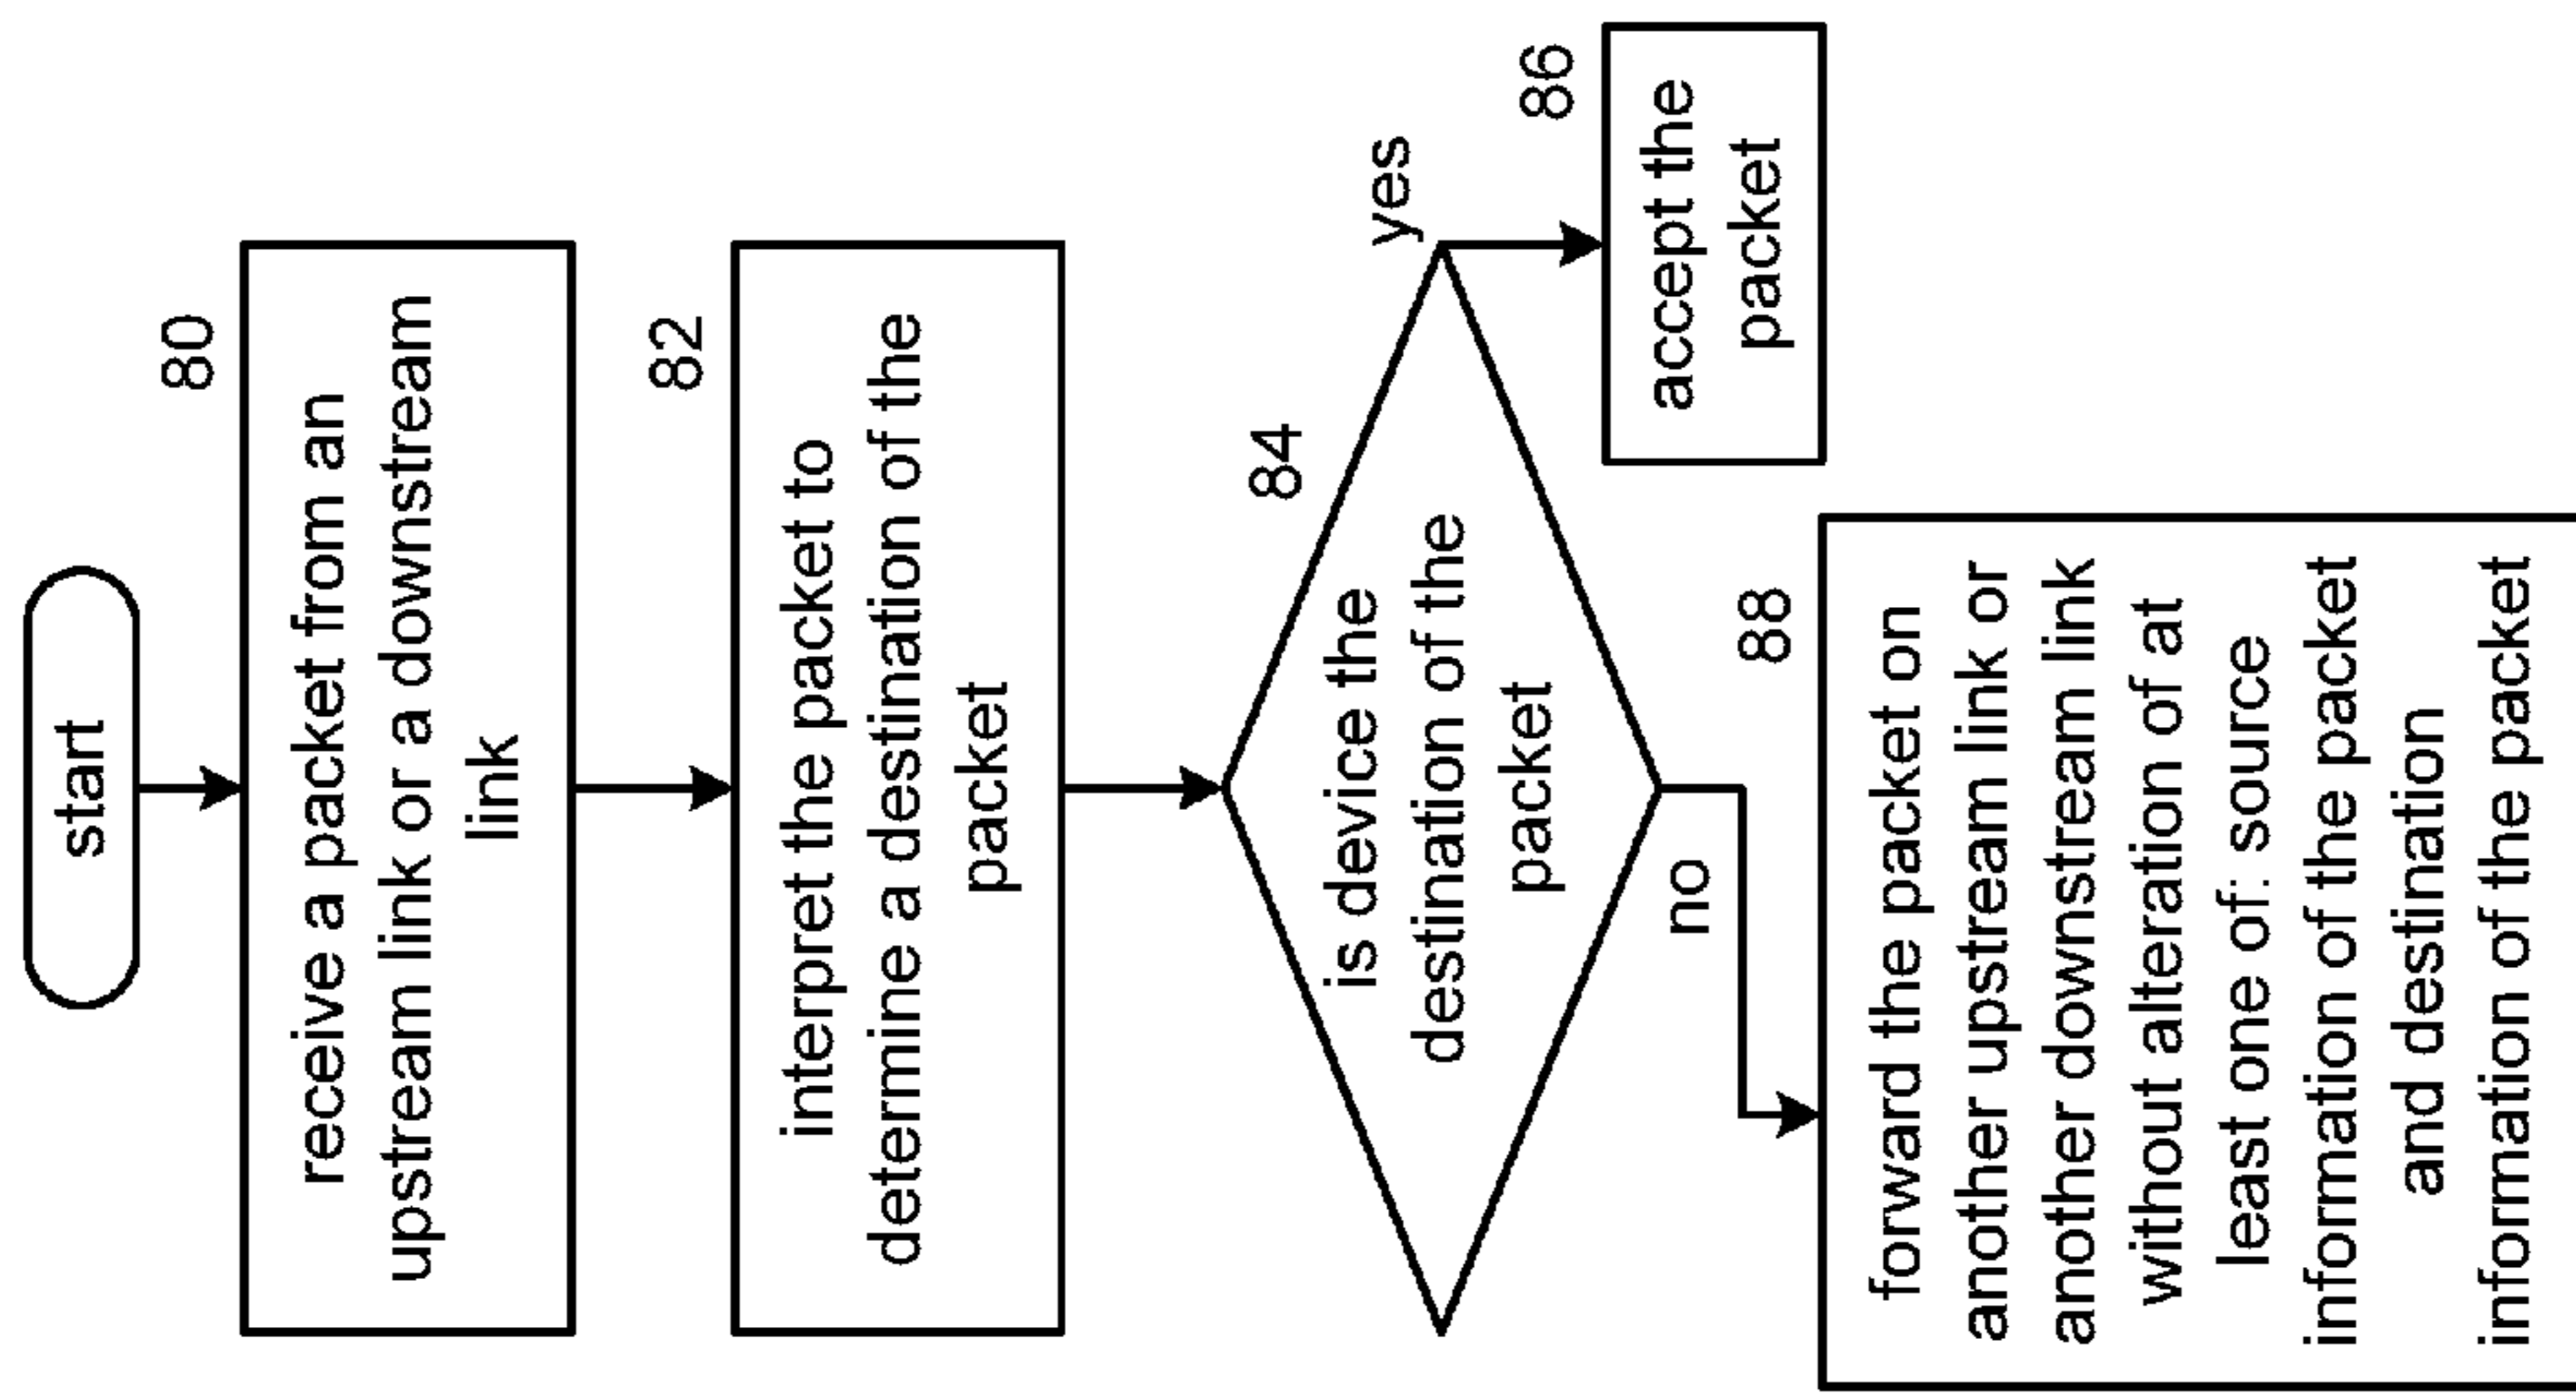 start
80
receive a packet from an
upstream link or a downstream
link
82
interpret the packet to
determine a destination of the
packet
84
is device the
destination of the
packet
yes
86
accept the
packet
no
88
forward the packet on
another upstream link or
another downstream link
without alteration of at
least one of: source
information of the packet
and destination
information of the packet